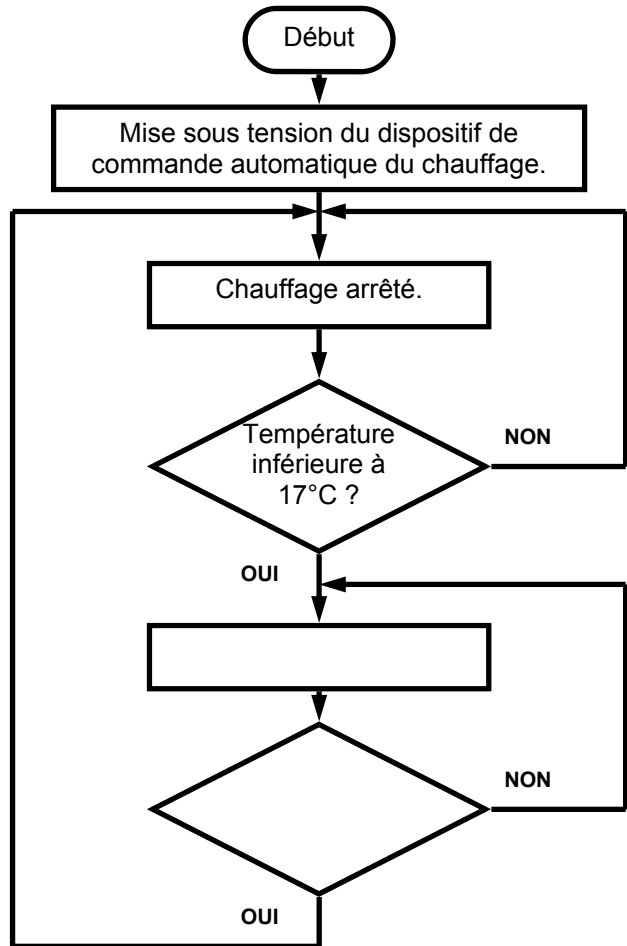 Début
Mise sous tension du dispositif de
commande automatique du chauffage.
Chauffage arrêté.
Température
inférieure à
17°C ?
NON
OUI
NON
OUI